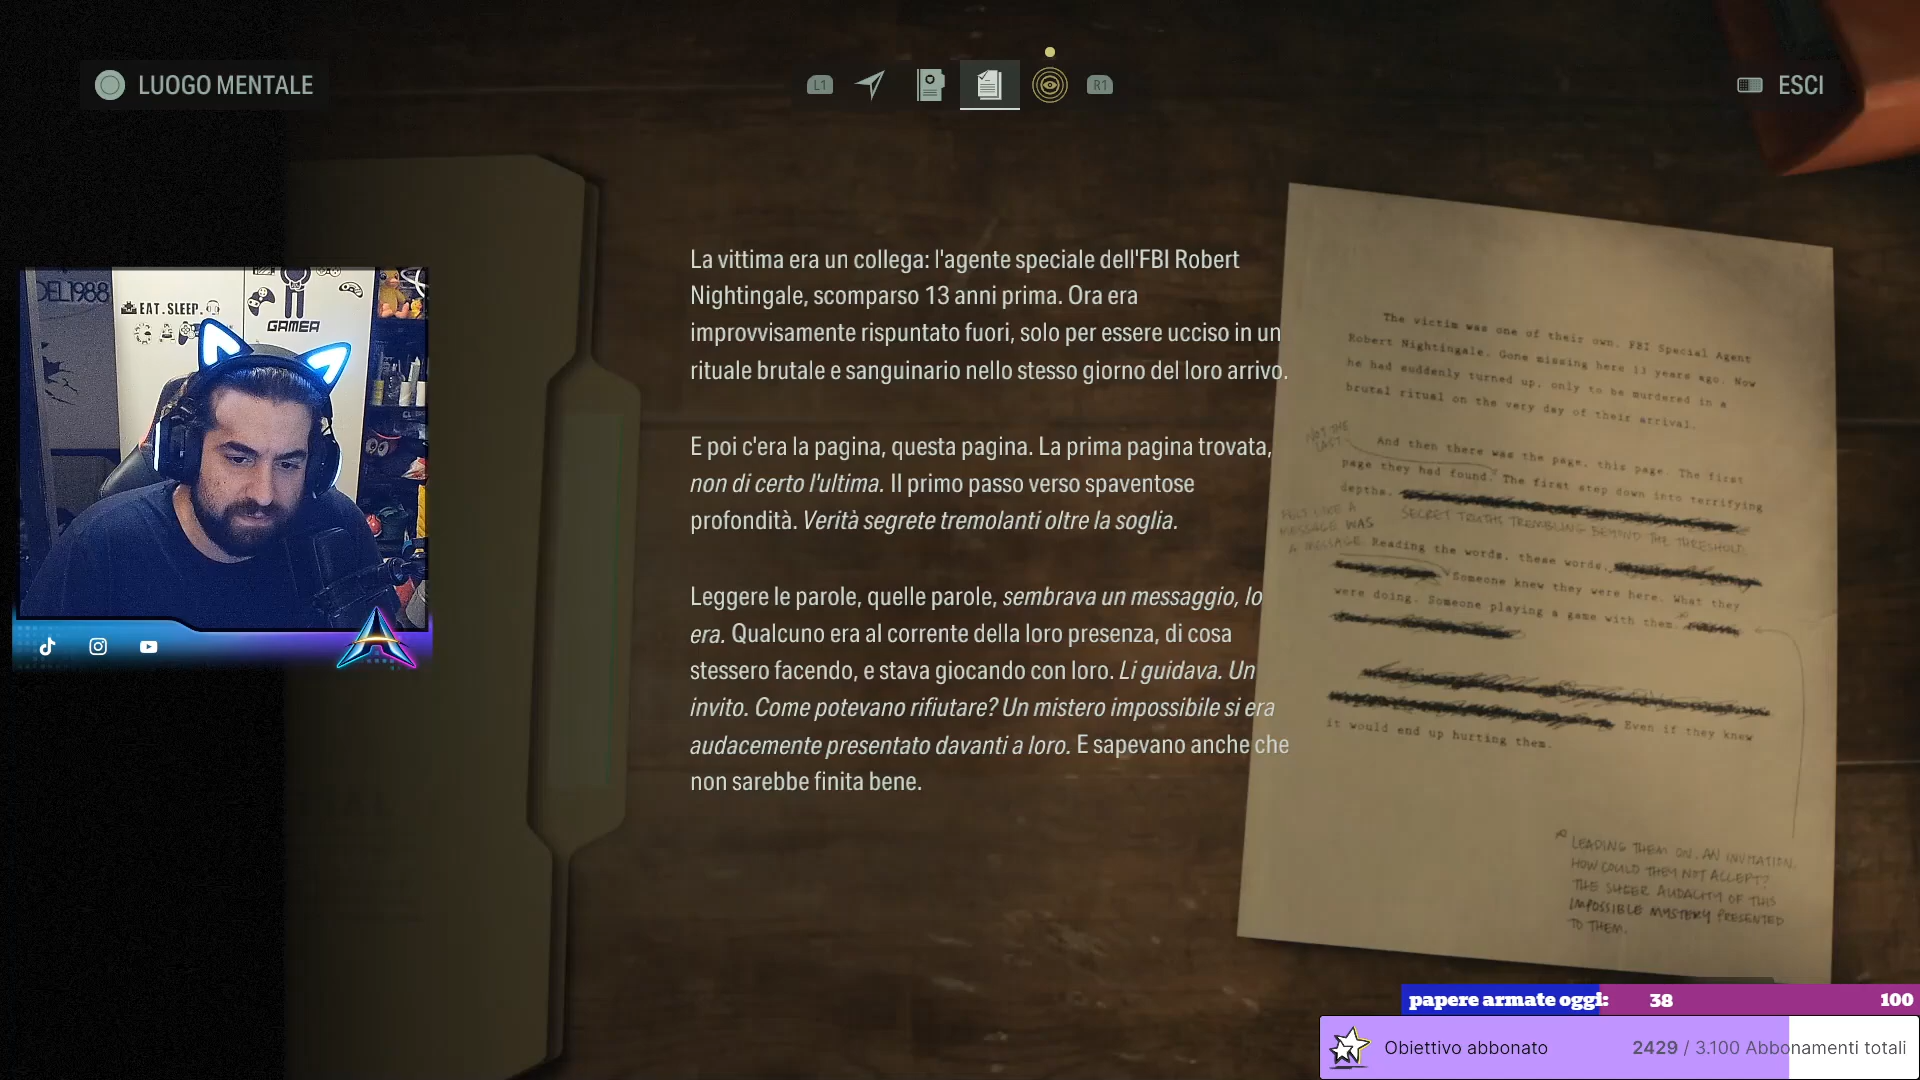 LUOGO MENTALE
L1
R1
ESCI
La vittima era un collega: l'agente speciale dell'FBI Robert
Nightingale, scomparso 13 anni prima. Ora era
improvvisamente rispuntato fuori, solo per essere ucciso in un
rituale brutale e sanguinario nello stesso giorno del loro arrivo.
E poi c'era la pagina, questa pagina. La prima pagina trovata,
non di certo l'ultima. Il primo passo verso spaventose
profondità. Verità segrete tremolanti oltre la soglia.
Leggere le parole, quelle parole, sembrava un messaggio, lo
era. Qualcuno era al corrente della loro presenza, di cosa
stessero facendo, e stava giocando con loro. Li guidava. Un
invito. Come potevano rifiutare? Un mistero impossibile si era
audacemente presentato davanti a loro. E sapevano anche che
non sarebbe finita bene.
The victim was one of their own. FBI Special Agent
Robert Nightingale. Gone missing here 13 years ago. Now
he had suddenly turned up, only to be murdered in a
brutal ritual on the very day of their arrival.
NOT THE
LAST
And then there was the page, this page. The first
page they had found. The first step down into terrifying
depths.
SECRET TRUTHS TREMBLING BEYOND THE THRESHOLD.
FELT LIKE A
MESSAGE. WAS
A MESSAGE.
Reading the words, these words,
Someone knew they were here. What they
were doing. Someone playing a game with them.
Even if they knew
it would end up hurting them.
LEADING THEM ON. AN INVITATION.
HOW COULD THEY NOT ACCEPT?
THE SHEER AUDACITY OF THIS
IMPOSSIBLE MYSTERY PRESENTED
TO THEM.
DEL1988
EAT.SLEEP.
GAMER
papere armate oggi: 38 100
Obiettivo abbonato 2429 / 3.100 Abbonamenti totali